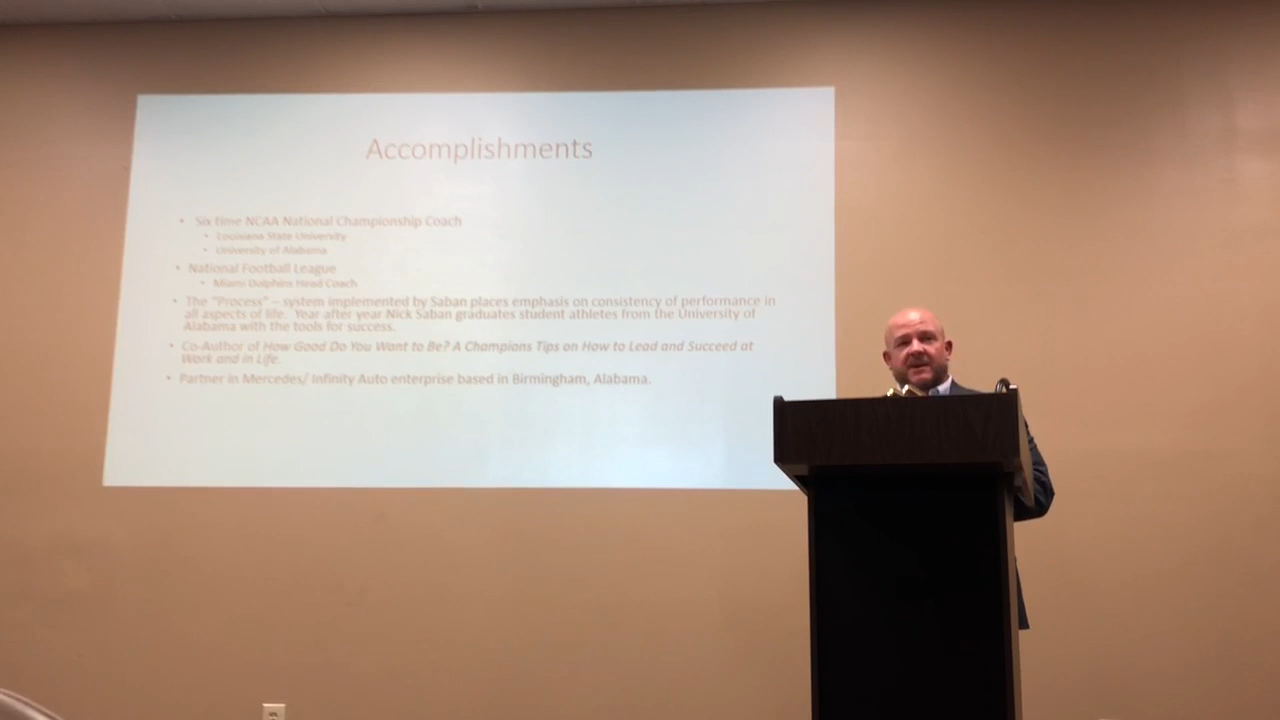 Accomplishments
• Six time NCAA National Championship Coach
• Louisiana State University
• University of Alabama
• National Football League
• Miami Dolphins Head Coach
• The "Process" – system implemented by Saban places emphasis on consistency of performance in
all aspects of life. Year after year Nick Saban graduates student athletes from the University of
Alabama with the tools for success.
• Co-Author of How Good Do You Want to Be? A Champions Tips on How to Lead and Succeed at
Work and in Life.
• Partner in Mercedes/ Infinity Auto enterprise based in Birmingham, Alabama.